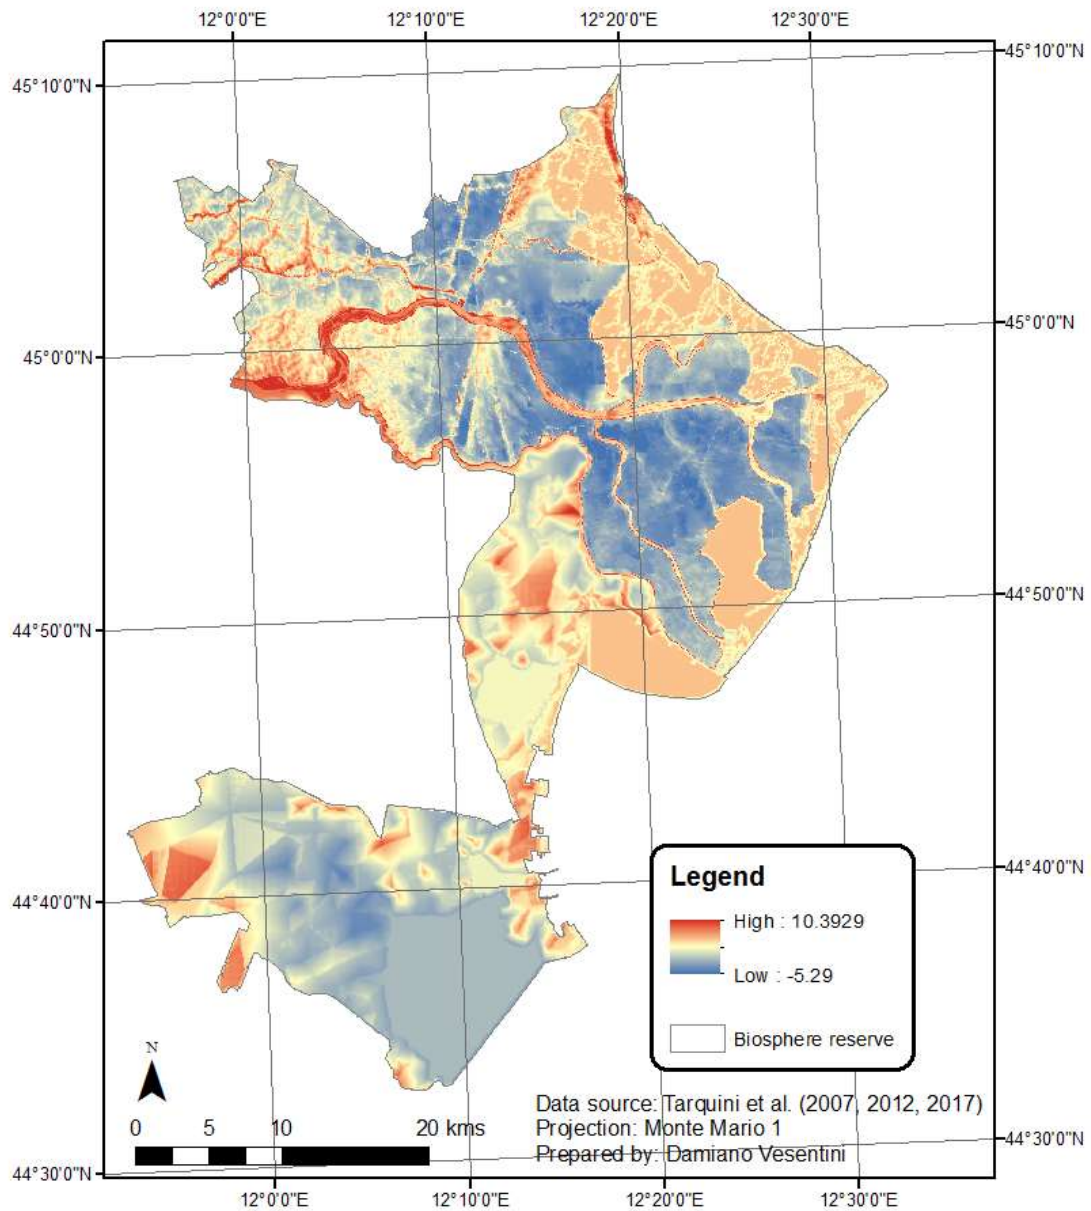 12°0'0"E 12°10'0"E 12°20'0"E 12°30'0"E
45°10'0"N 45°10'0"N
45°0'0"N 45°0'0"N
44°50'0"N 44°50'0"N
44°40'0"N 44°40'0"N
44°30'0"N 44°30'0"N
Legend
High : 10.3929
Low : -5.29
Biosphere reserve
N
0 5 10 20 kms
Data source: Tarquini et al. (2007, 2012, 2017)
Projection: Monte Mario 1
Prepared by: Damiano Vesentini
12°0'0"E 12°10'0"E 12°20'0"E 12°30'0"E